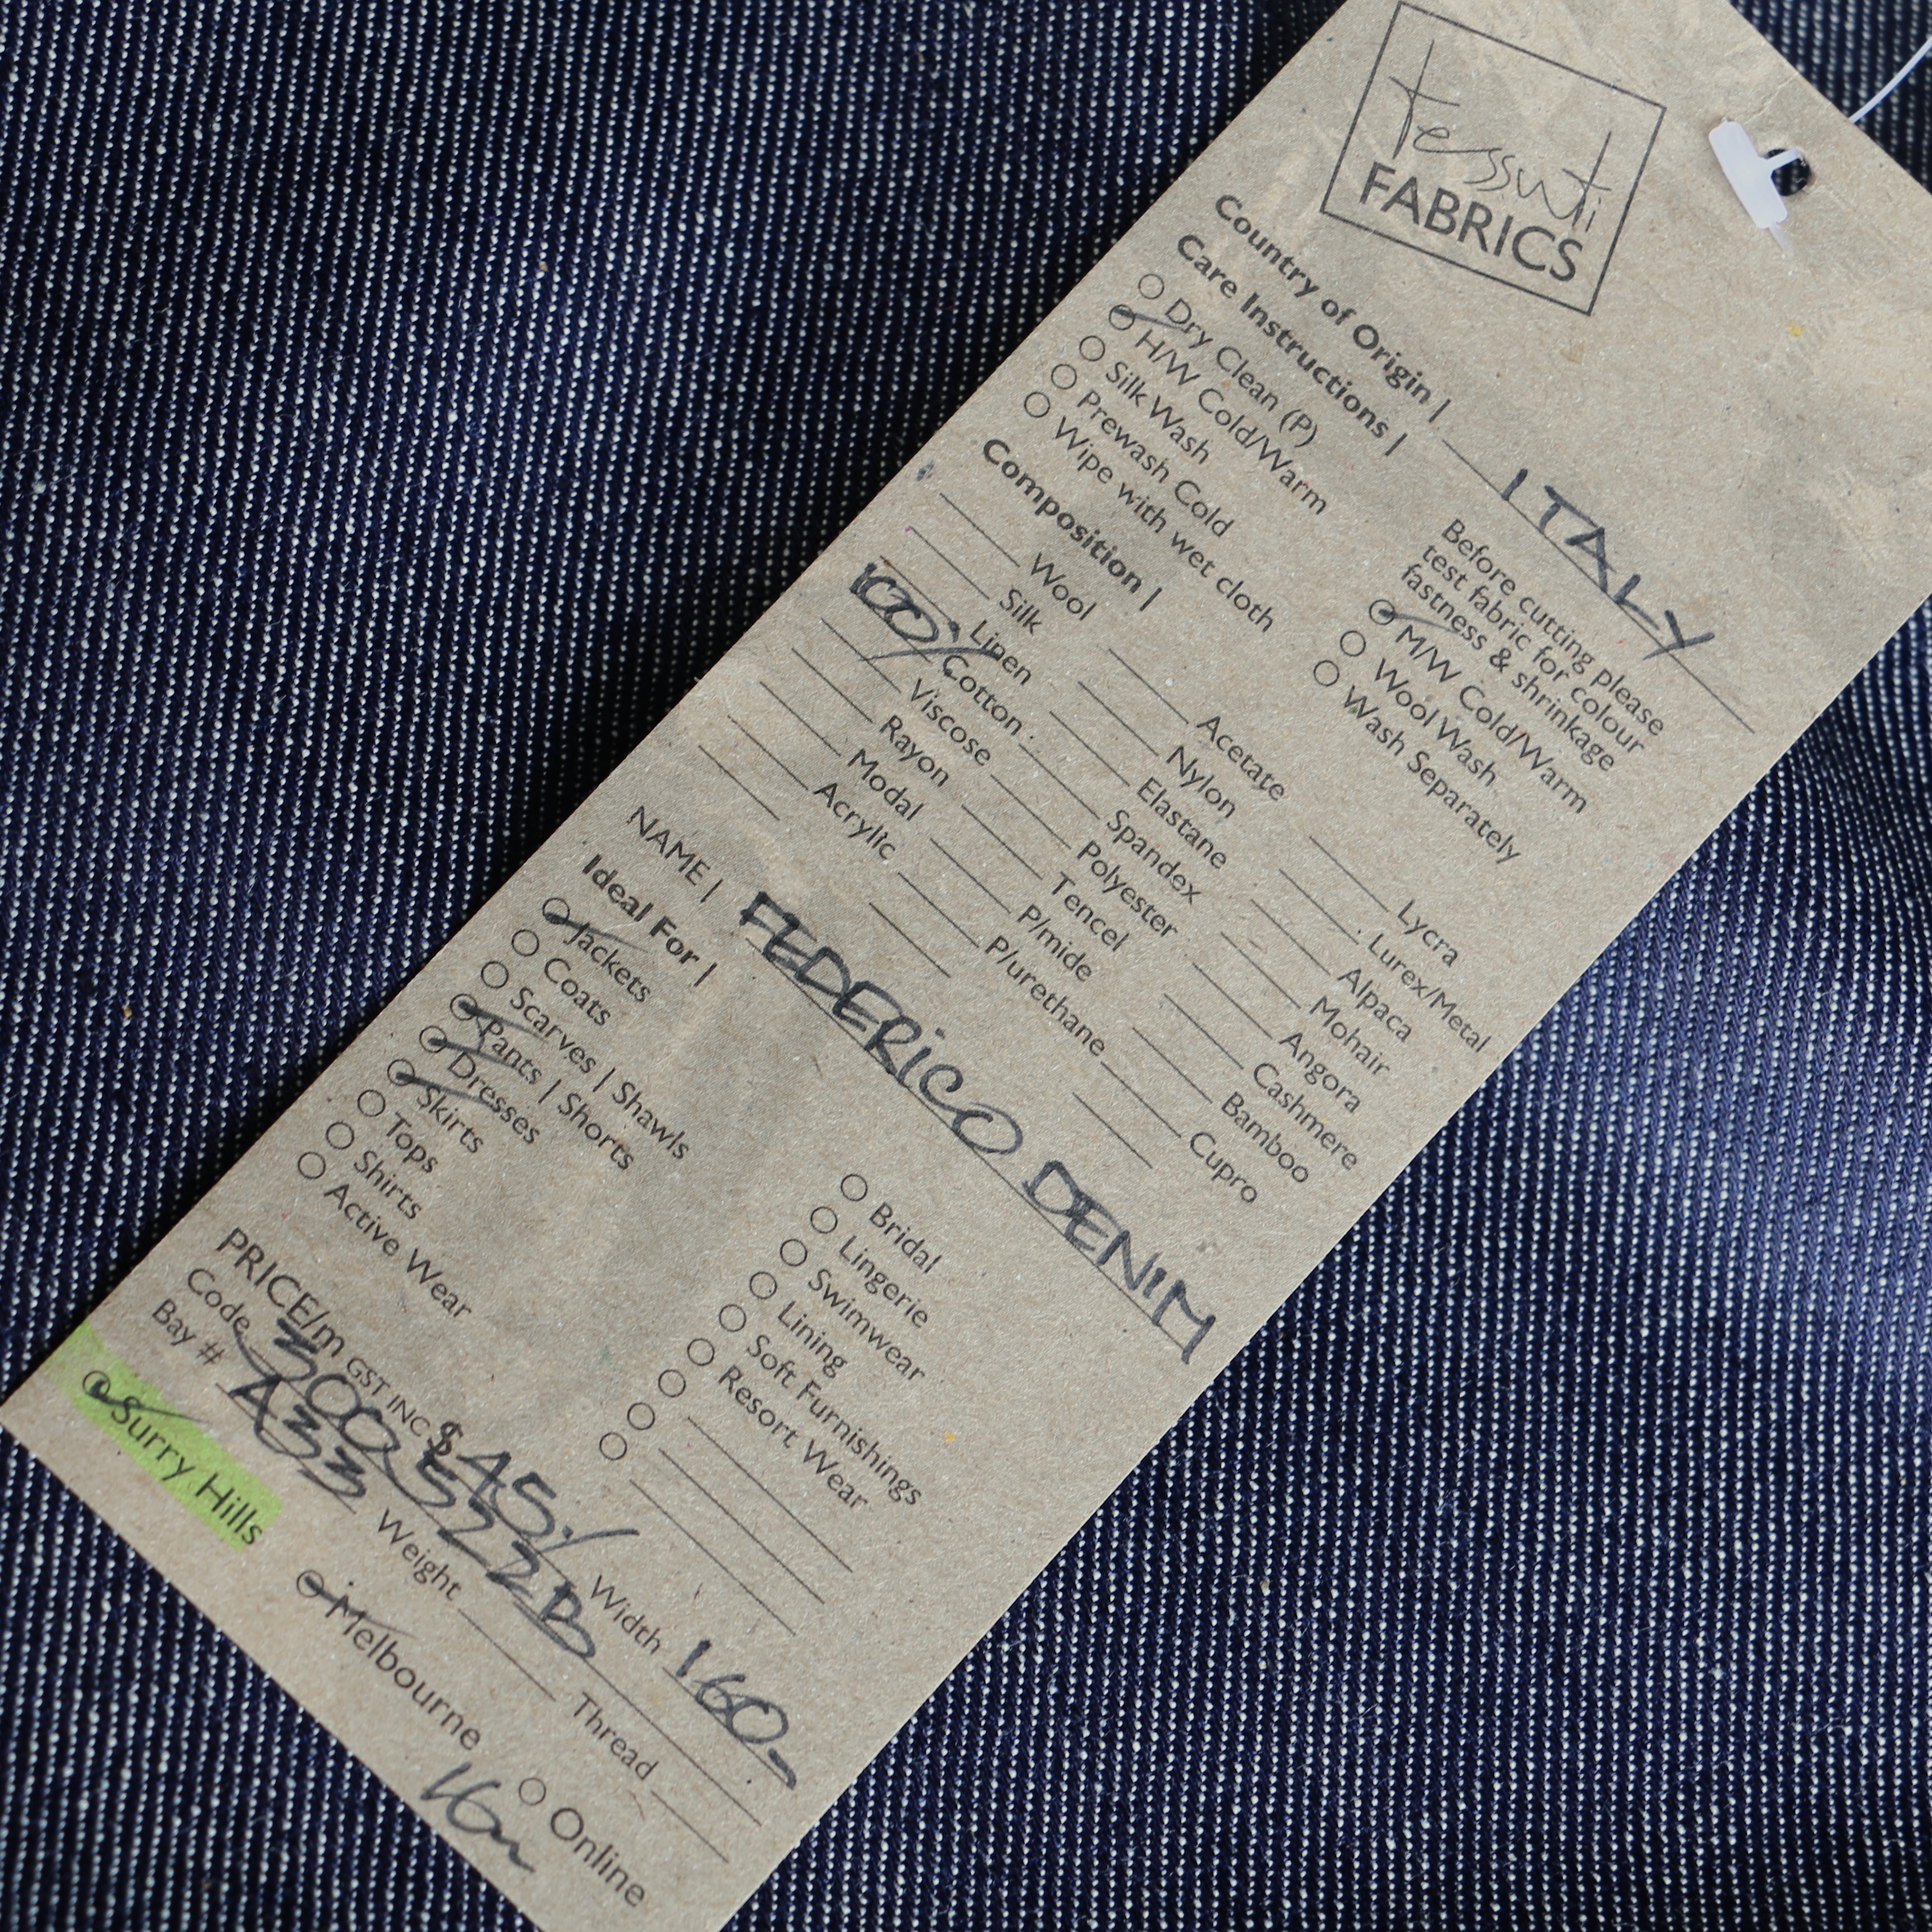 tessuti
FABRICS
Country of Origin | ITALY
Care Instructions |
Before cutting please
test fabric for colour
fastness & shrinkage
Dry Clean (P)
H/W Cold/Warm
Silk Wash
Prewash Cold
Wipe with wet cloth
M/W Cold/Warm
Wool Wash
Wash Separately
Composition |
Wool
Silk
Linen
100% Cotton
Viscose
Rayon
Modal
Acrylic
Acetate
Nylon
Elastane
Spandex
Polyester
Tencel
P/mide
P/urethane
Lycra
Lurex/Metal
Alpaca
Mohair
Angora
Cashmere
Bamboo
Cupro
NAME | FEDERICO DENIM
Ideal For |
Jackets
Coats
Scarves | Shawls
Pants | Shorts
Dresses
Skirts
Tops
Shirts
Active Wear
Bridal
Lingerie
Swimwear
Lining
Soft Furnishings
Resort Wear
PRICE/m GST INC $45.- Width 160-
Code 300-522B
Bay # A33 Weight Thread
Surry Hills Melbourne Online
16m